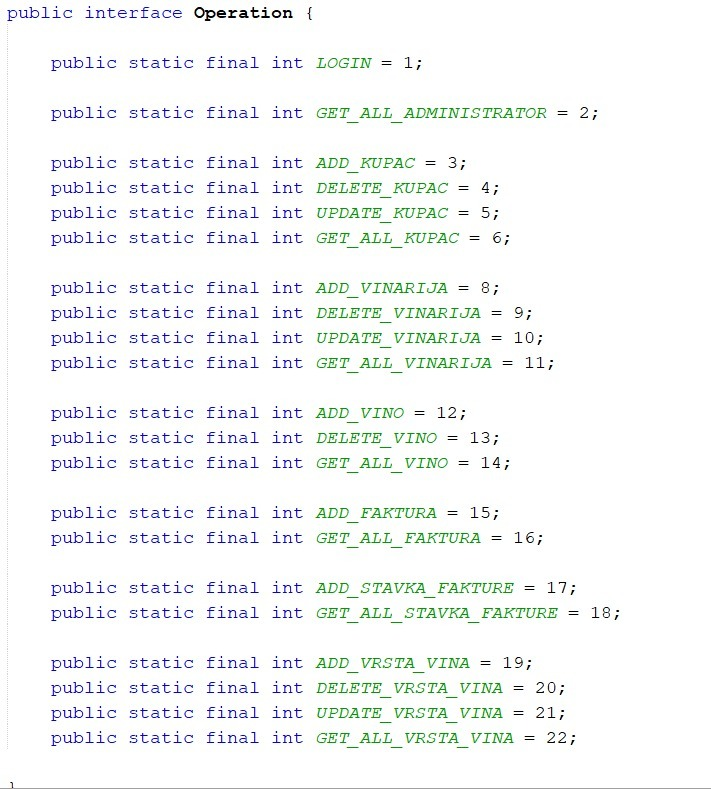 public interface Operation {
public static final int LOGIN = 1;
public static final int GET_ALL_ADMINISTRATOR = 2;
public static final int ADD_KUPAC = 3;
public static final int DELETE_KUPAC = 4;
public static final int UPDATE_KUPAC = 5;
public static final int GET_ALL_KUPAC = 6;
public static final int ADD_VINARIJA = 8;
public static final int DELETE_VINARIJA = 9;
public static final int UPDATE_VINARIJA = 10;
public static final int GET_ALL_VINARIJA = 11;
public static final int ADD_VINO = 12;
public static final int DELETE_VINO = 13;
public static final int GET_ALL_VINO = 14;
public static final int ADD_FAKTURA = 15;
public static final int GET_ALL_FAKTURA = 16;
public static final int ADD_STAVKA_FAKTURE = 17;
public static final int GET_ALL_STAVKA_FAKTURE = 18;
public static final int ADD_VRSTA_VINA = 19;
public static final int DELETE_VRSTA_VINA = 20;
public static final int UPDATE_VRSTA_VINA = 21;
public static final int GET_ALL_VRSTA_VINA = 22;
}